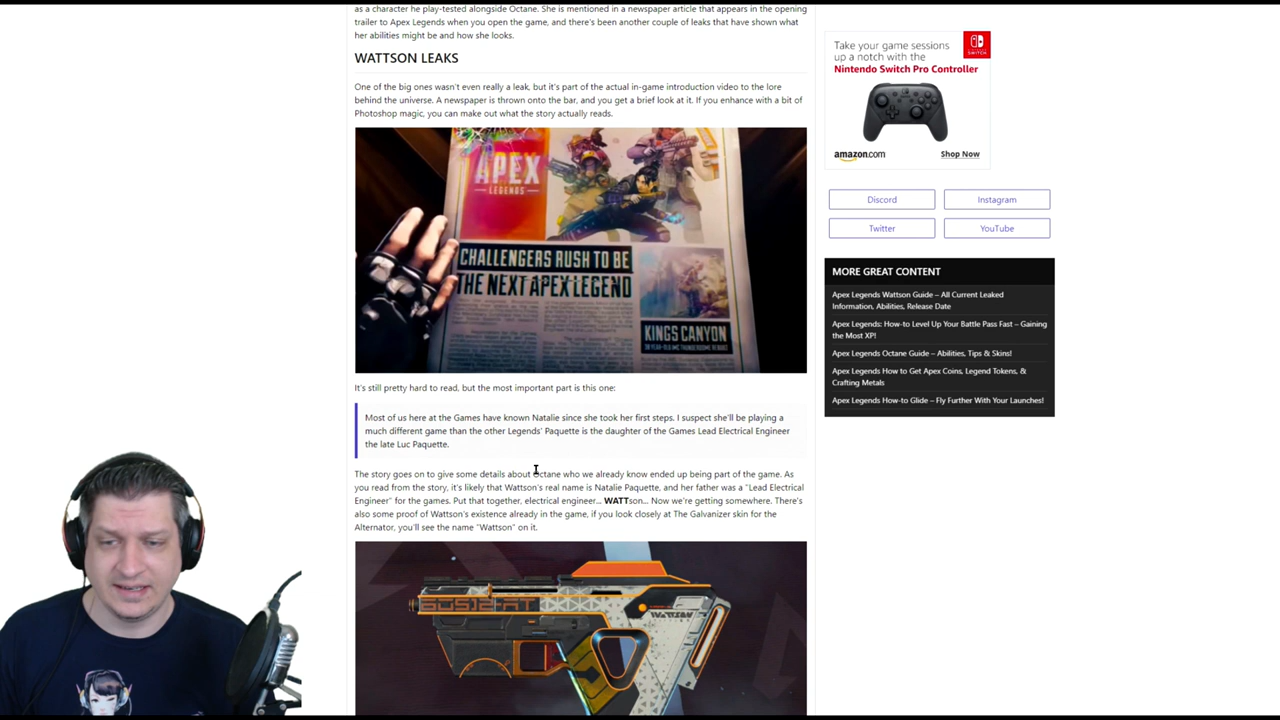 as a character he play-tested alongside Octane. She is mentioned in a newspaper article that appears in the opening
trailer to Apex Legends when you open the game, and there's been another couple of leaks that have shown what
her abilities might be and how she looks.
WATTSON LEAKS
One of the big ones wasn't even really a leak, but it's part of the actual in-game introduction video to the lore
behind the universe. A newspaper is thrown onto the bar, and you get a brief look at it. If you enhance with a bit of
Photoshop magic, you can make out what the story actually reads.
APEX
LEGENDS
CHALLENGERS RUSH TO BE
THE NEXT APEX LEGEND
KINGS CANYON
It's still pretty hard to read, but the most important part is this one:
Most of us here at the Games have known Natalie since she took her first steps. I suspect she'll be playing a
much different game than the other Legends' Paquette is the daughter of the Games Lead Electrical Engineer
the late Luc Paquette.
The story goes on to give some details about Octane who we already know ended up being part of the game. As
you read from the story, it's likely that Wattson's real name is Natalie Paquette, and her father was a "Lead Electrical
Engineer" for the games. Put that together, electrical engineer... WATTson... Now we're getting somewhere. There's
also some proof of Wattson's existence already in the game, if you look closely at The Galvanizer skin for the
Alternator, you'll see the name "Wattson" on it.
WATTSON
Take your game sessions
up a notch with the
Nintendo Switch Pro Controller
amazon.com
Shop Now
Discord
Instagram
Twitter
YouTube
MORE GREAT CONTENT
Apex Legends Wattson Guide – All Current Leaked
Information, Abilities, Release Date
Apex Legends: How-to Level Up Your Battle Pass Fast – Gaining
the Most XP!
Apex Legends Octane Guide – Abilities, Tips & Skins!
Apex Legends How to Get Apex Coins, Legend Tokens, &
Crafting Metals
Apex Legends How-to Glide – Fly Further With Your Launches!